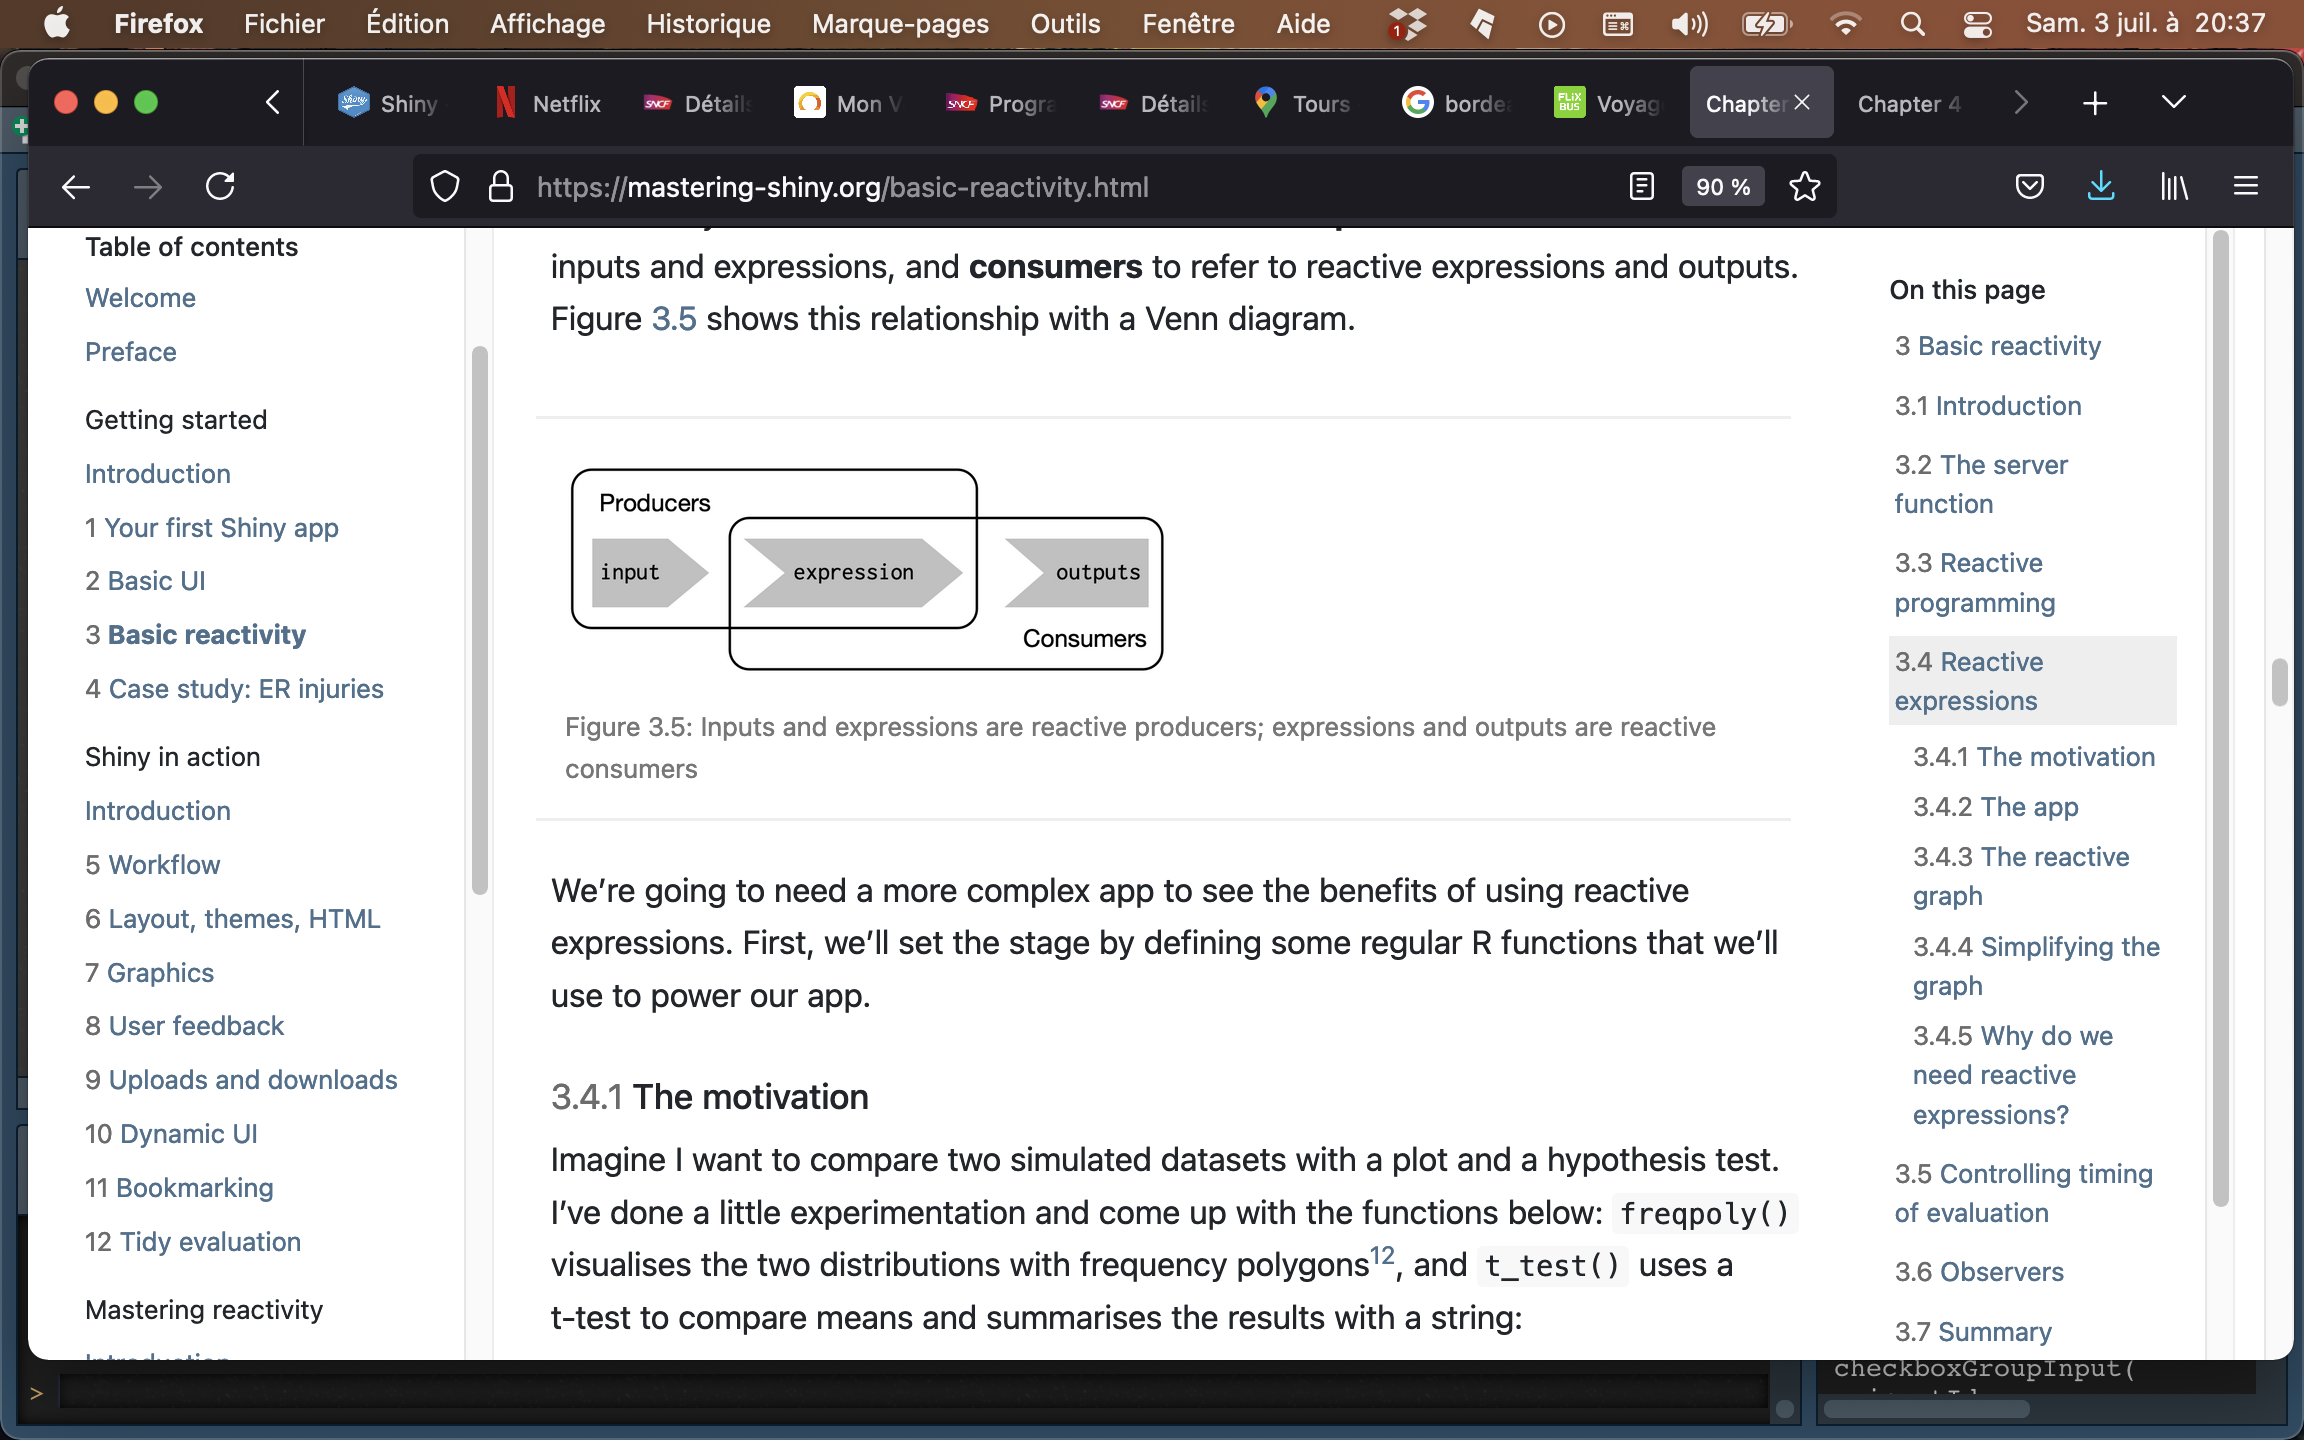 Firefox Fichier Édition Affichage Historique Marque-pages Outils Fenêtre Aide 1 Sam. 3 juil. à 20:37
Shiny Netflix SNCF Détails Mon V SNCF Progra SNCF Détails Tours borde FLiX BUS Voyag Chapter Chapter 4
https://mastering-shiny.org/basic-reactivity.html 90 %
Table of contents
Welcome
Preface
Getting started
Introduction
1 Your first Shiny app
2 Basic UI
3 Basic reactivity
4 Case study: ER injuries
Shiny in action
Introduction
5 Workflow
6 Layout, themes, HTML
7 Graphics
8 User feedback
9 Uploads and downloads
10 Dynamic UI
11 Bookmarking
12 Tidy evaluation
Mastering reactivity
inputs and expressions, and consumers to refer to reactive expressions and outputs.
Figure 3.5 shows this relationship with a Venn diagram.
Producers
input expression outputs
Consumers
Figure 3.5: Inputs and expressions are reactive producers; expressions and outputs are reactive
consumers
We’re going to need a more complex app to see the benefits of using reactive
expressions. First, we’ll set the stage by defining some regular R functions that we’ll
use to power our app.
3.4.1 The motivation
Imagine I want to compare two simulated datasets with a plot and a hypothesis test.
I’ve done a little experimentation and come up with the functions below: freqpoly()
visualises the two distributions with frequency polygons12, and t_test() uses a
t-test to compare means and summarises the results with a string:
On this page
3 Basic reactivity
3.1 Introduction
3.2 The server
function
3.3 Reactive
programming
3.4 Reactive
expressions
3.4.1 The motivation
3.4.2 The app
3.4.3 The reactive
graph
3.4.4 Simplifying the
graph
3.4.5 Why do we
need reactive
expressions?
3.5 Controlling timing
of evaluation
3.6 Observers
3.7 Summary
>
checkboxGroupInput(